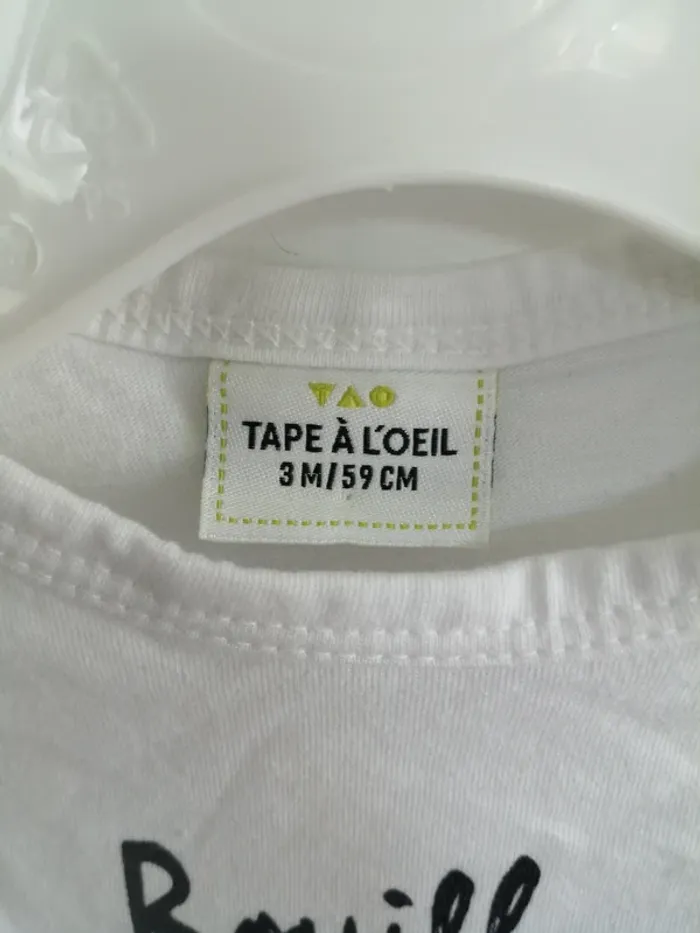 TAO
TAPE À L'OEIL
3 M/59 CM